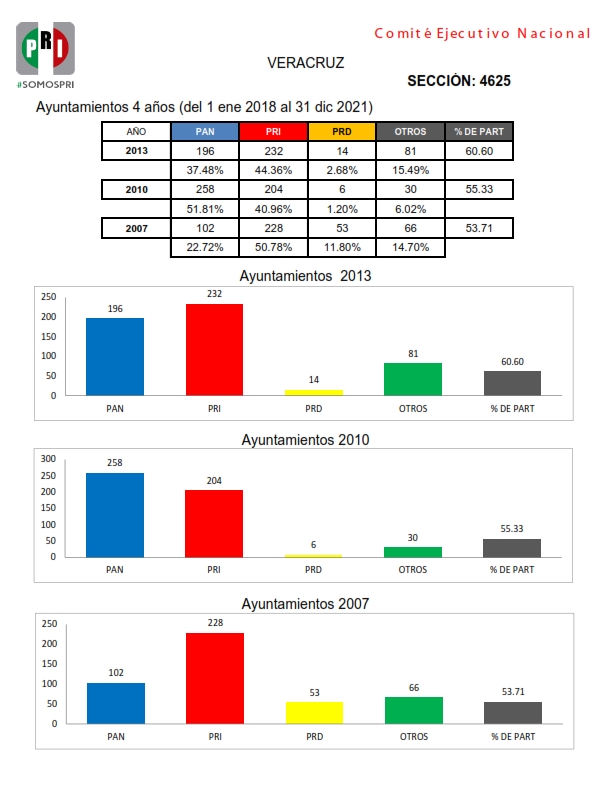 Comité Ejecutivo Nacional
PRI
#SOMOSPRI
VERACRUZ
SECCIÓN: 4625
Ayuntamientos 4 años (del 1 ene 2018 al 31 dic 2021)
AÑO PAN PRI PRD OTROS % DE PART
2013 196 232 14 81 60.60
37.48% 44.36% 2.68% 15.49%
2010 258 204 6 30 55.33
51.81% 40.96% 1.20% 6.02%
2007 102 228 53 66 53.71
22.72% 50.78% 11.80% 14.70%
Ayuntamientos 2013
250
200
150
100
50
0
196
232
14
81
60.60
PAN PRI PRD OTROS % DE PART
Ayuntamientos 2010
300
250
200
150
100
50
0
258
204
6
30
55.33
PAN PRI PRD OTROS % DE PART
Ayuntamientos 2007
250
200
150
100
50
0
102
228
53
66
53.71
PAN PRI PRD OTROS % DE PART